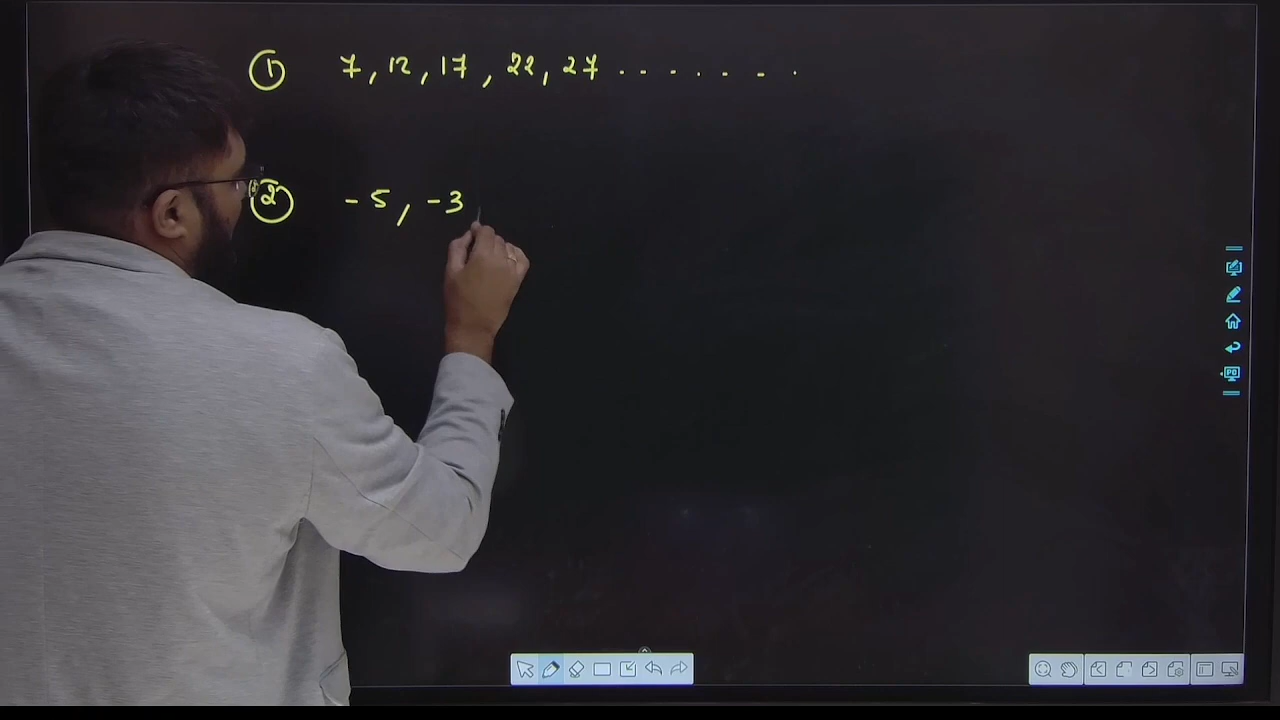 ① 7, 12, 17, 22, 27 . . . . . . . .
② -5, -3